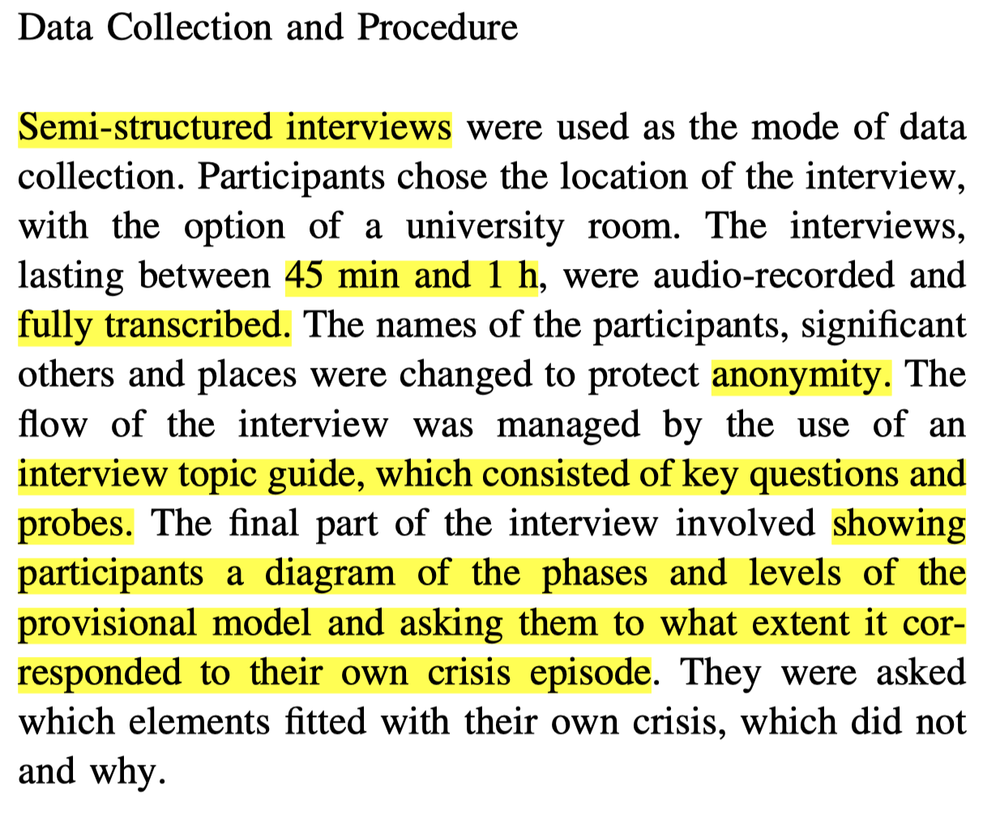 Data Collection and Procedure
Semi-structured interviews were used as the mode of data
collection. Participants chose the location of the interview,
with the option of a university room. The interviews,
lasting between 45 min and 1 h, were audio-recorded and
fully transcribed. The names of the participants, significant
others and places were changed to protect anonymity. The
flow of the interview was managed by the use of an
interview topic guide, which consisted of key questions and
probes. The final part of the interview involved showing
participants a diagram of the phases and levels of the
provisional model and asking them to what extent it cor-
responded to their own crisis episode. They were asked
which elements fitted with their own crisis, which did not
and why.